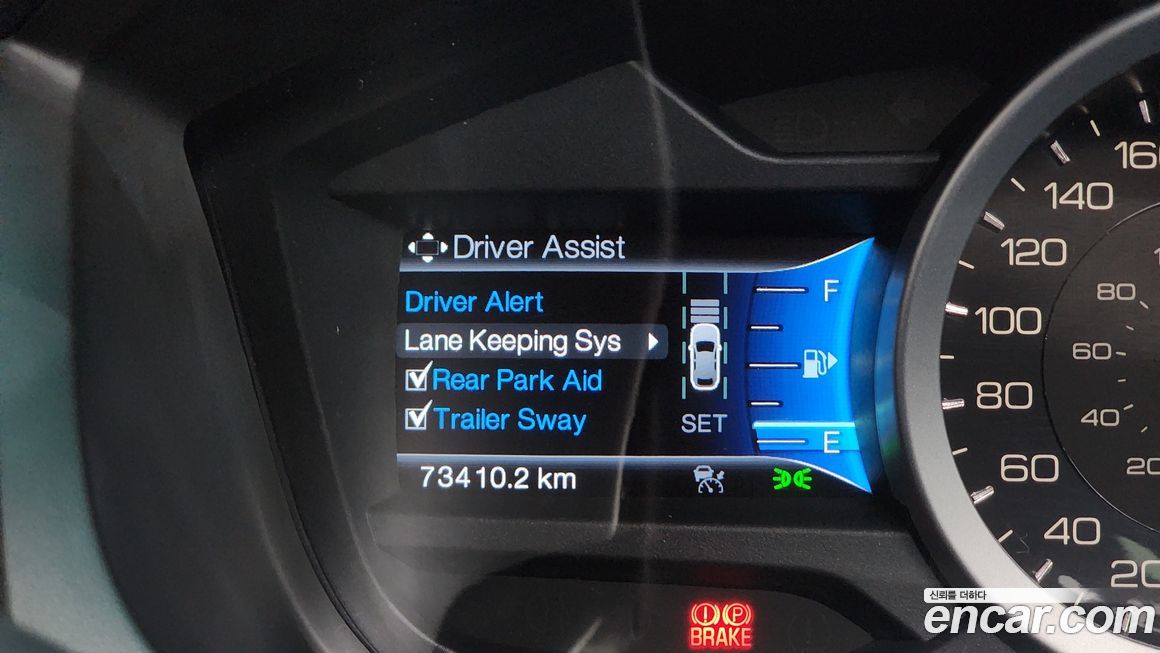 Driver Assist
Driver Alert
Lane Keeping Sys
Rear Park Aid
Trailer Sway
SET
F
E
73410.2 km
160
140
120
100
80
60
40
20
80
60
40
20
(!) (P)
BRAKE
신뢰를 더하다
encar.com